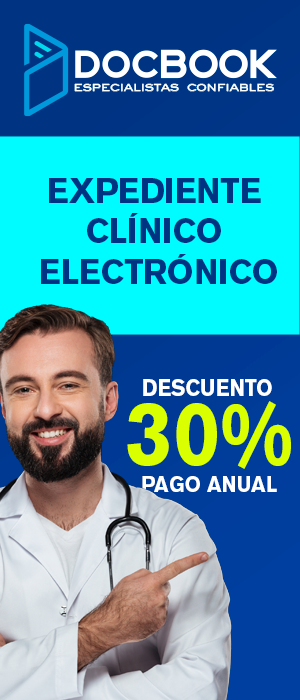 DOCBOOK
ESPECIALISTAS CONFIABLES
EXPEDIENTE
CLÍNICO
ELECTRÓNICO
DESCUENTO
30%
PAGO ANUAL